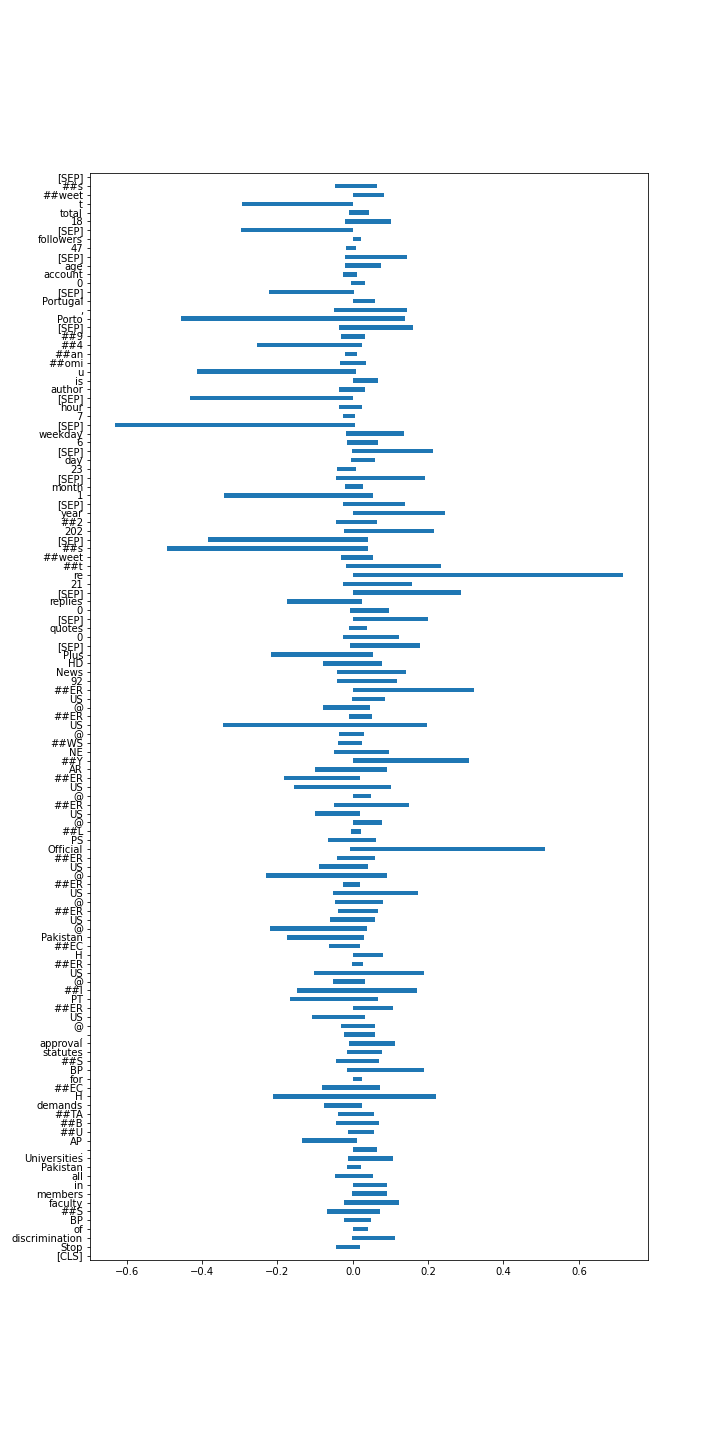 [SEP]
##s
##weet
t
total
18
[SEP]
followers
47
[SEP]
age
account
0
[SEP]
Portugal
,
Porto
[SEP]
##9
##4
##an
##omi
u
is
author
[SEP]
hour
7
[SEP]
weekday
6
[SEP]
day
23
[SEP]
month
1
[SEP]
year
##2
202
[SEP]
##s
##weet
##t
re
21
[SEP]
replies
0
[SEP]
quotes
0
[SEP]
Plus
HD
News
92
##ER
US
@
##ER
US
@
##WS
NE
##Y
AR
##ER
US
@
##ER
US
@
##L
PS
Official
##ER
US
@
##ER
US
@
##ER
US
@
Pakistan
##EC
H
##ER
US
@
##I
PT
##ER
US
@
.
approval
statutes
##S
BP
for
##EC
H
demands
##TA
##B
##U
AP
.
Universities
Pakistan
all
in
members
faculty
##S
BP
of
discrimination
Stop
[CLS]
−0.6 −0.4 −0.2 0.0 0.2 0.4 0.6